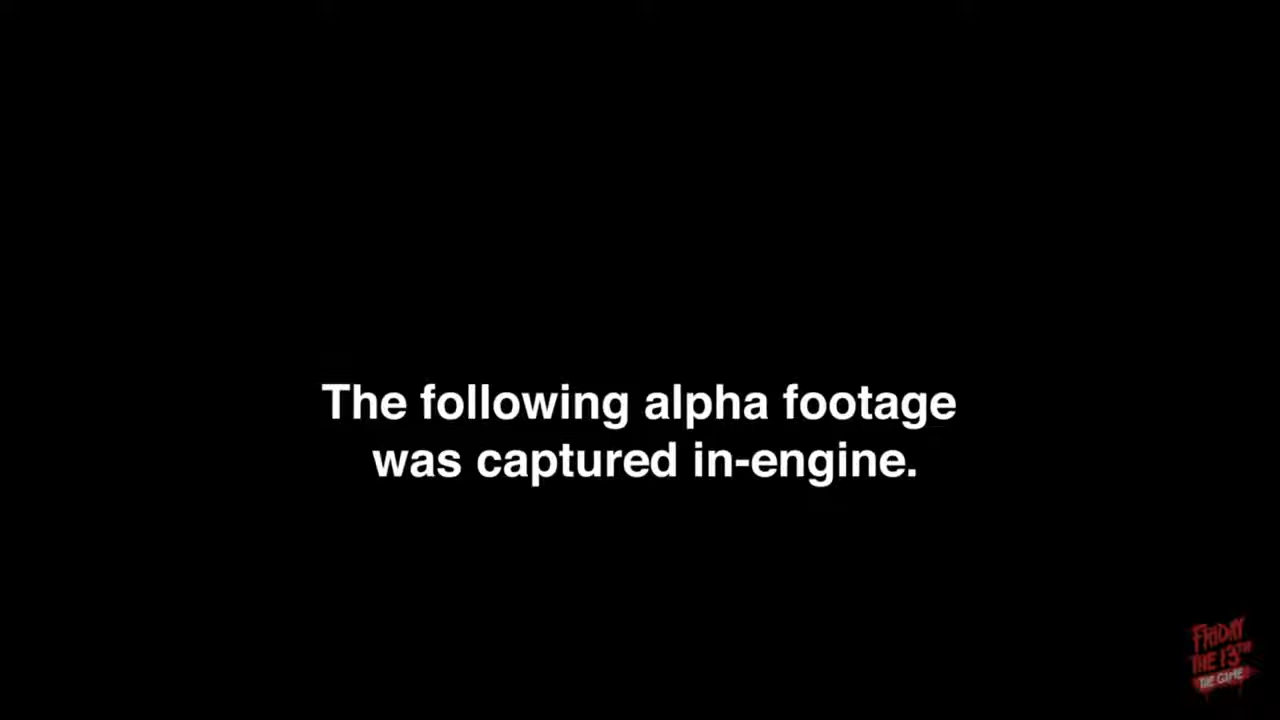 The following alpha footage
was captured in-engine.
FRIDAY
THE 13TH
THE GAME